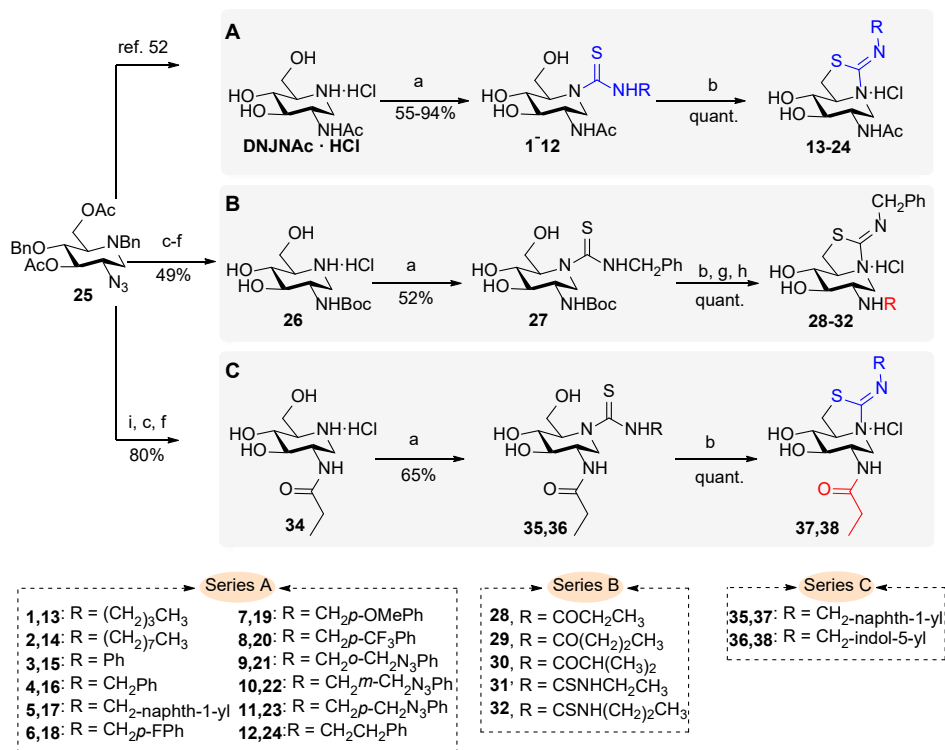 ref. 52
A
OH
HO
HO
NH·HCl
NHAc
DNJNAc · HCl
a
55-94%
OH
S
HO
HO
N
NHR
NHAc
1-12
b
quant.
R
N
S
HO
HO
N·HCl
NHAc
13-24
OAc
BnO
AcO
NBn
N3
25
c-f
49%
B
OH
HO
HO
NH·HCl
NHBoc
26
a
52%
OH
S
HO
HO
N
NHCH2Ph
NHBoc
27
b, g, h
quant.
CH2Ph
N
S
HO
HO
N·HCl
NHR
28-32
i, c, f
80%
C
OH
HO
HO
NH·HCl
NH
O
34
a
65%
OH
S
HO
HO
N
NHR
NH
O
35,36
b
quant.
R
N
S
HO
HO
N·HCl
NH
O
37,38
Series A
1,13: R = (CH2)3CH3
2,14: R = (CH2)7CH3
3,15: R = Ph
4,16: R = CH2Ph
5,17: R = CH2-naphth-1-yl
6,18: R = CH2p-FPh
7,19: R = CH2p-OMePh
8,20: R = CH2p-CF3Ph
9,21: R = CH2o-CH2N3Ph
10,22: R = CH2m-CH2N3Ph
11,23: R = CH2p-CH2N3Ph
12,24: R = CH2CH2Ph
Series B
28, R = COCH2CH3
29, R = CO(CH2)2CH3
30, R = COCH(CH3)2
31, R = CSNHCH2CH3
32, R = CSNH(CH2)2CH3
Series C
35,37: R = CH2-naphth-1-yl
36,38: R = CH2-indol-5-yl